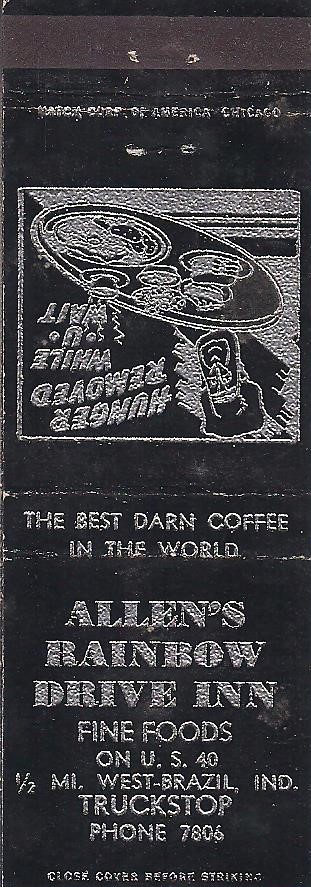 MATCH CORP. OF AMERICA CHICAGO
HUNGER
REMOVED
WHILE
·U·
WAIT
THE BEST DARN COFFEE
IN THE WORLD.
ALLEN'S
RAINBOW
DRIVE INN
FINE FOODS
ON U. S. 40
½ MI. WEST-BRAZIL, IND.
TRUCKSTOP
PHONE 7806
CLOSE COVER BEFORE STRIKING